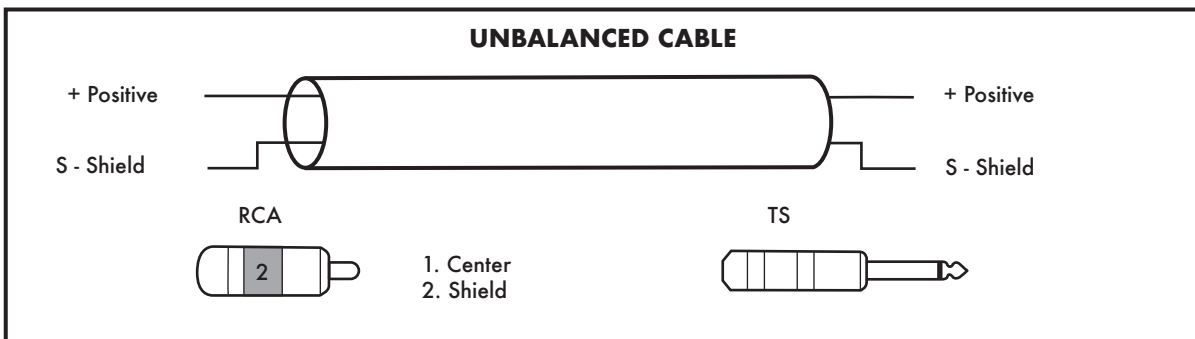 UNBALANCED CABLE
+ Positive
+ Positive
S - Shield
S - Shield
RCA
TS
2
1. Center
2. Shield